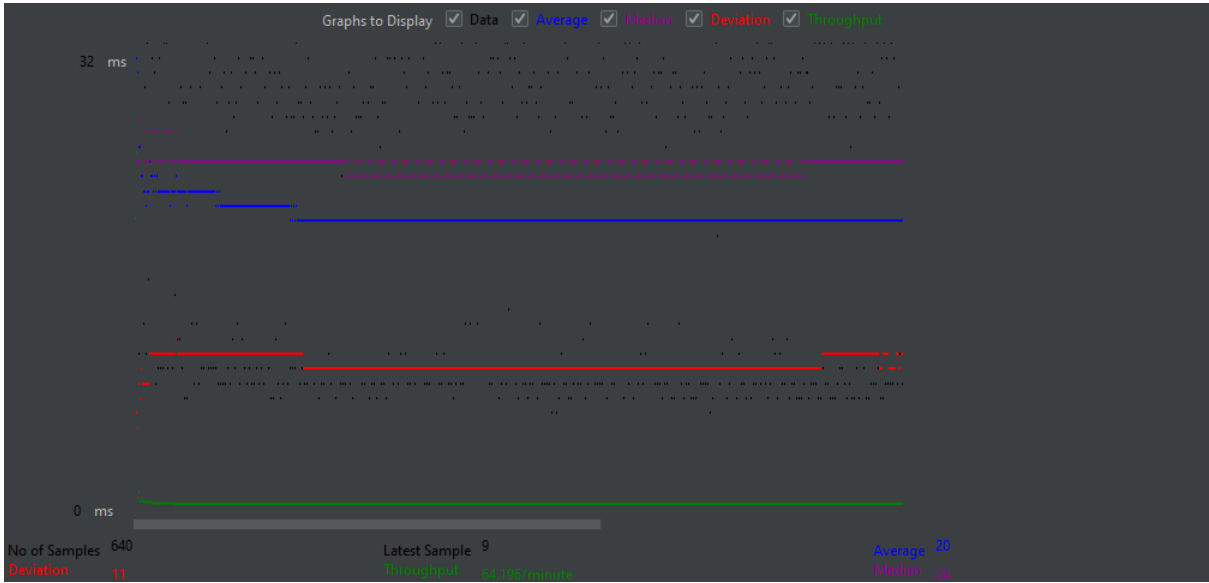 Graphs to Display Data Average Median Deviation Throughput
32 ms
0 ms
No of Samples 640 Latest Sample 9 Average 20
Deviation 11 Throughput 64.196/minute Median